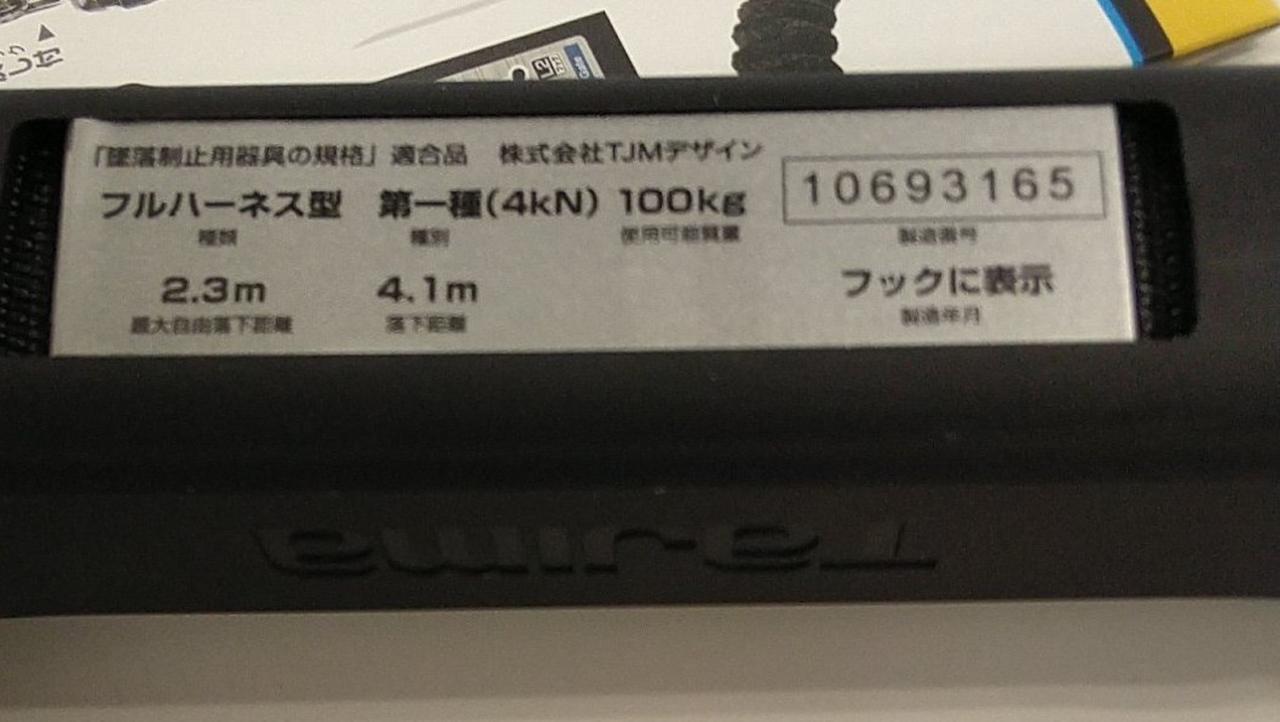 付
L2
「墜落制止用器具の規格」適合品 株式会社TJMデザイン
フルハーネス型 第一種(4kN) 100kg 10693165
種類 種別 使用可能質量 製造番号
2.3m 4.1m フックに表示
最大自由落下距離 落下距離 製造年月
Tajima